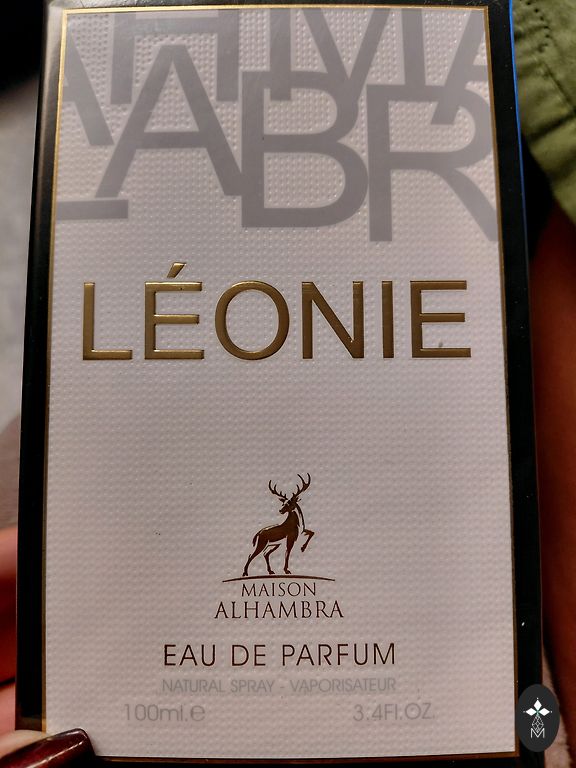 LÉONIE
MAISON
ALHAMBRA
EAU DE PARFUM
NATURAL SPRAY - VAPORISATEUR
100ml.e 3.4Fl.OZ.